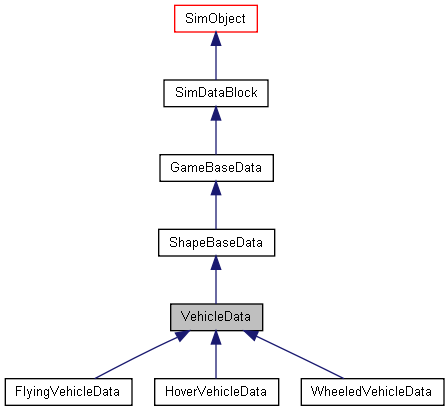 SimObject
SimDataBlock
GameBaseData
ShapeBaseData
VehicleData
FlyingVehicleData
HoverVehicleData
WheeledVehicleData